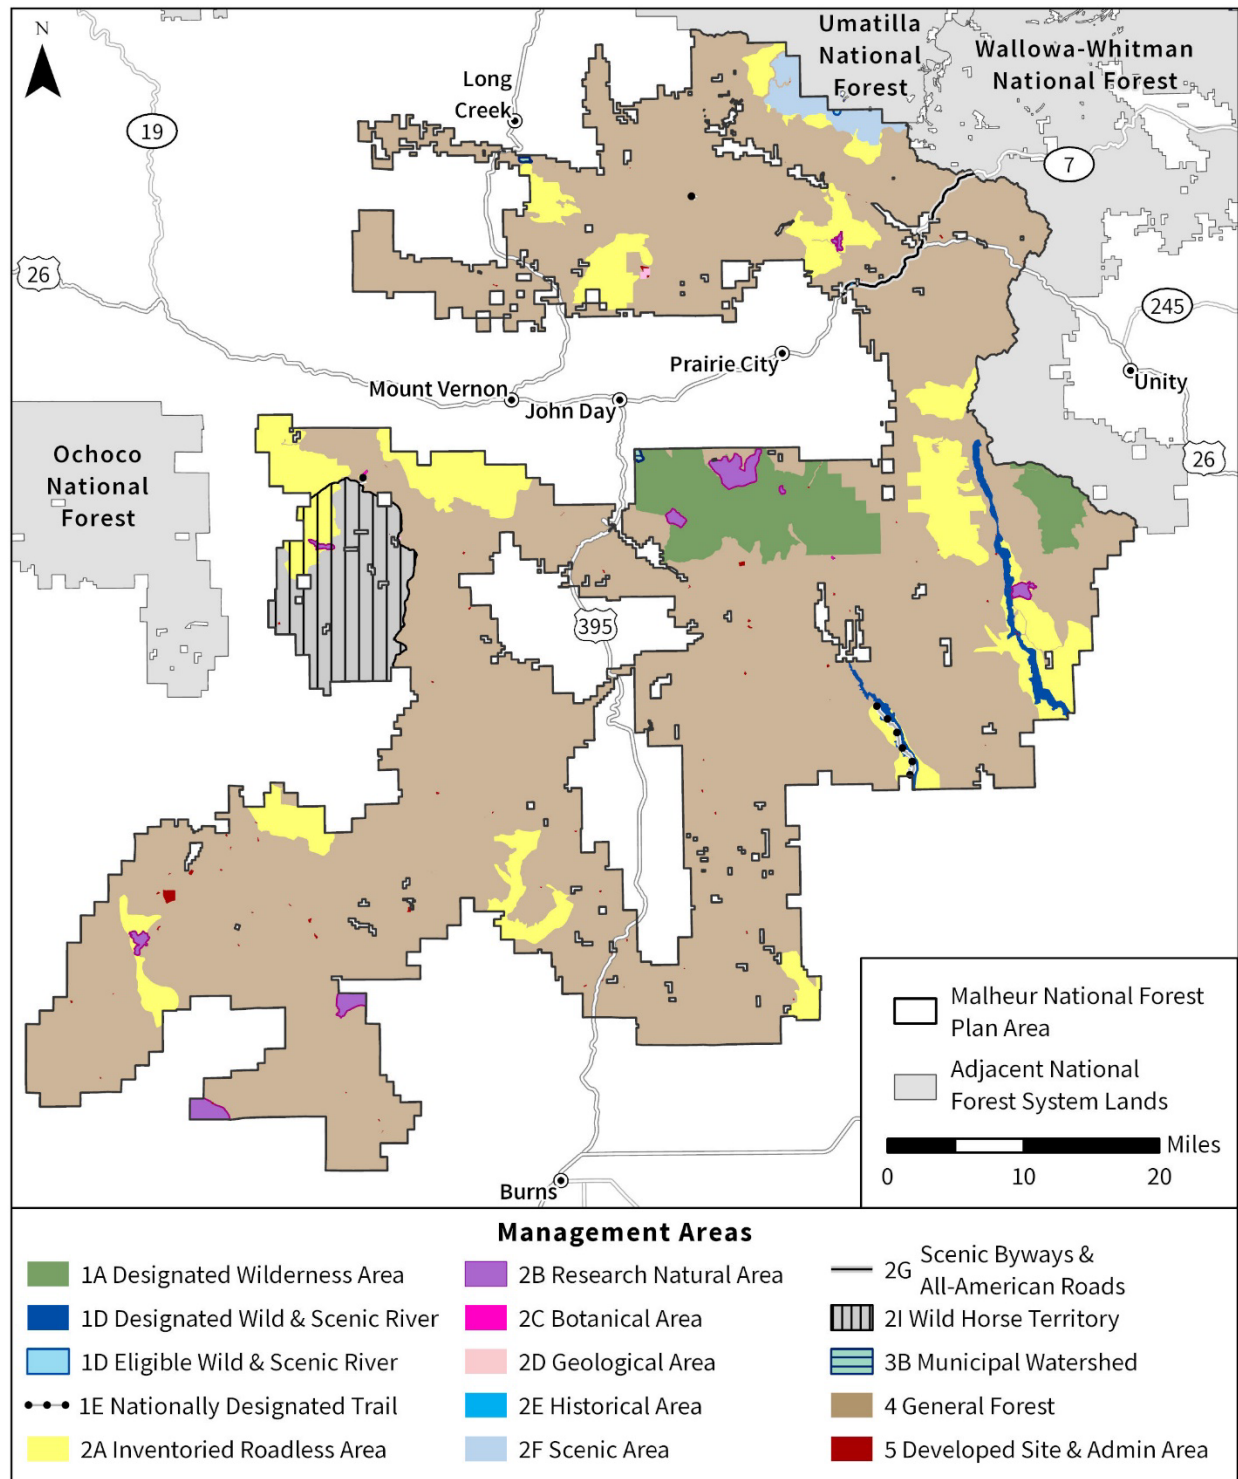 N
Umatilla
National
Forest
Wallowa-Whitman
National Forest
Long
Creek
19
7
26
245
Prairie City
Mount Vernon
John Day
Unity
26
Ochoco
National
Forest
395
Burns
Malheur National Forest
Plan Area
Adjacent National
Forest System Lands
Miles
0 10 20
Management Areas
1A Designated Wilderness Area
1D Designated Wild & Scenic River
1D Eligible Wild & Scenic River
1E Nationally Designated Trail
2A Inventoried Roadless Area
2B Research Natural Area
2C Botanical Area
2D Geological Area
2E Historical Area
2F Scenic Area
2G Scenic Byways &
All-American Roads
2I Wild Horse Territory
3B Municipal Watershed
4 General Forest
5 Developed Site & Admin Area